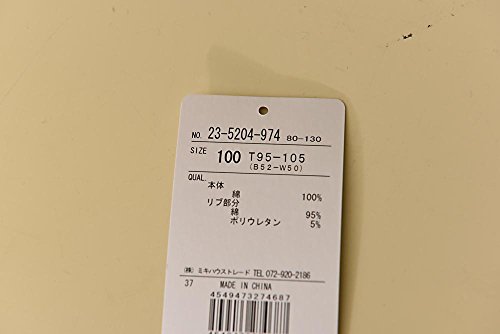 NO. 23-5204-974 80-130
SIZE 100 T95-105
(B52-W50)
QUAL.
本体
綿 100%
リブ部分
綿 95%
ポリウレタン 5%
㈱ ミキハウストレード TEL 072-920-2186
37 MADE IN CHINA
4549473274687